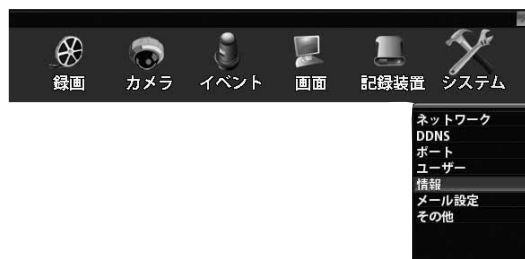 録画 カメラ イベント 画面 記録装置 システム
ネットワーク
DDNS
ポート
ユーザー
情報
メール設定
その他